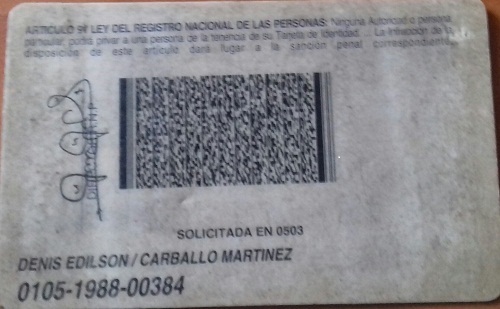 ARTICULO 9º LEY DEL REGISTRO NACIONAL DE LAS PERSONAS: Ninguna Autoridad o persona
particular, podrá privar a una persona de la tenencia de su Tarjeta de Identidad.... La infracción de la
disposición de este artículo dará lugar a la sanción penal correspondiente.
SOLICITADA EN 0503
DENIS EDILSON / CARBALLO MARTINEZ
0105-1988-00384